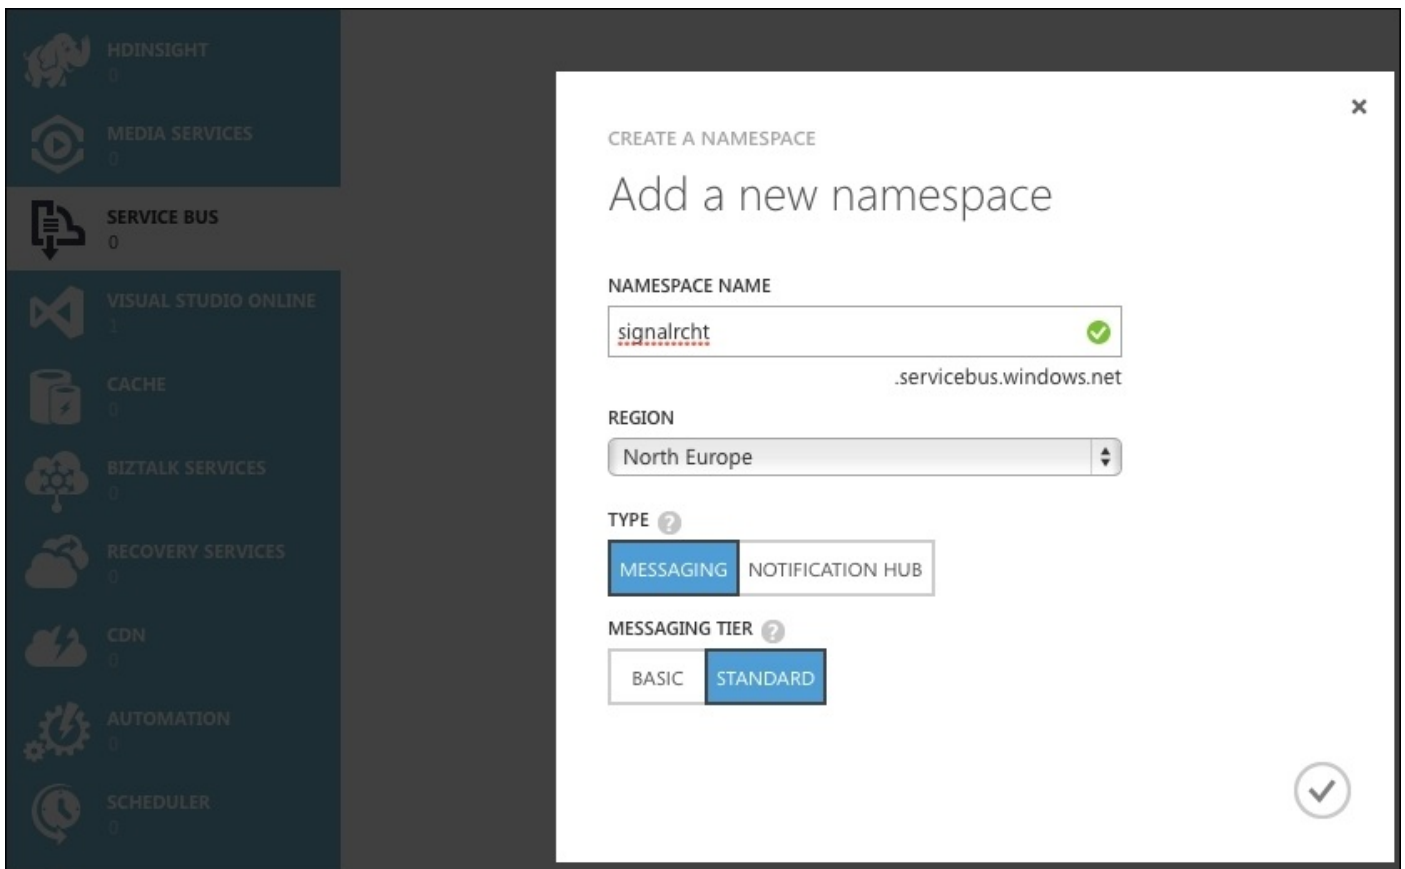 HDINSIGHT
0
MEDIA SERVICES
0
SERVICE BUS
0
VISUAL STUDIO ONLINE
1
CACHE
0
BIZTALK SERVICES
0
RECOVERY SERVICES
0
CDN
0
AUTOMATION
0
SCHEDULER
0
CREATE A NAMESPACE
Add a new namespace
NAMESPACE NAME
signalrcht
.servicebus.windows.net
REGION
North Europe
TYPE ?
MESSAGING NOTIFICATION HUB
MESSAGING TIER ?
BASIC STANDARD